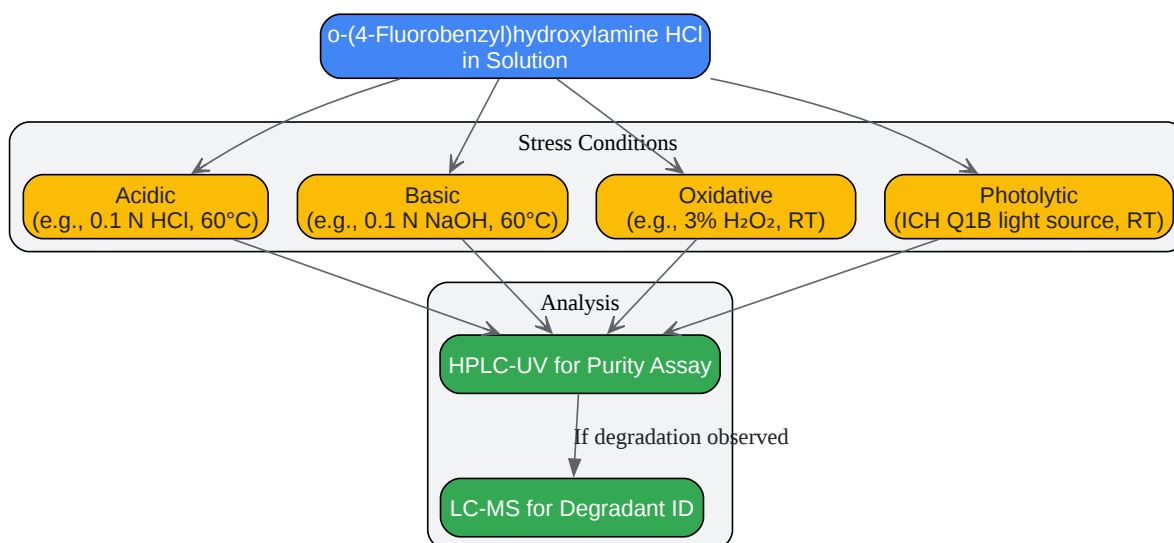 o-(4-Fluorobenzyl)hydroxylamine HCl
in Solution
Stress Conditions
Acidic
(e.g., 0.1 N HCl, 60°C)
Basic
(e.g., 0.1 N NaOH, 60°C)
Oxidative
(e.g., 3% H₂O₂, RT)
Photolytic
(ICH Q1B light source, RT)
Analysis
HPLC-UV for Purity Assay
If degradation observed
LC-MS for Degradant ID